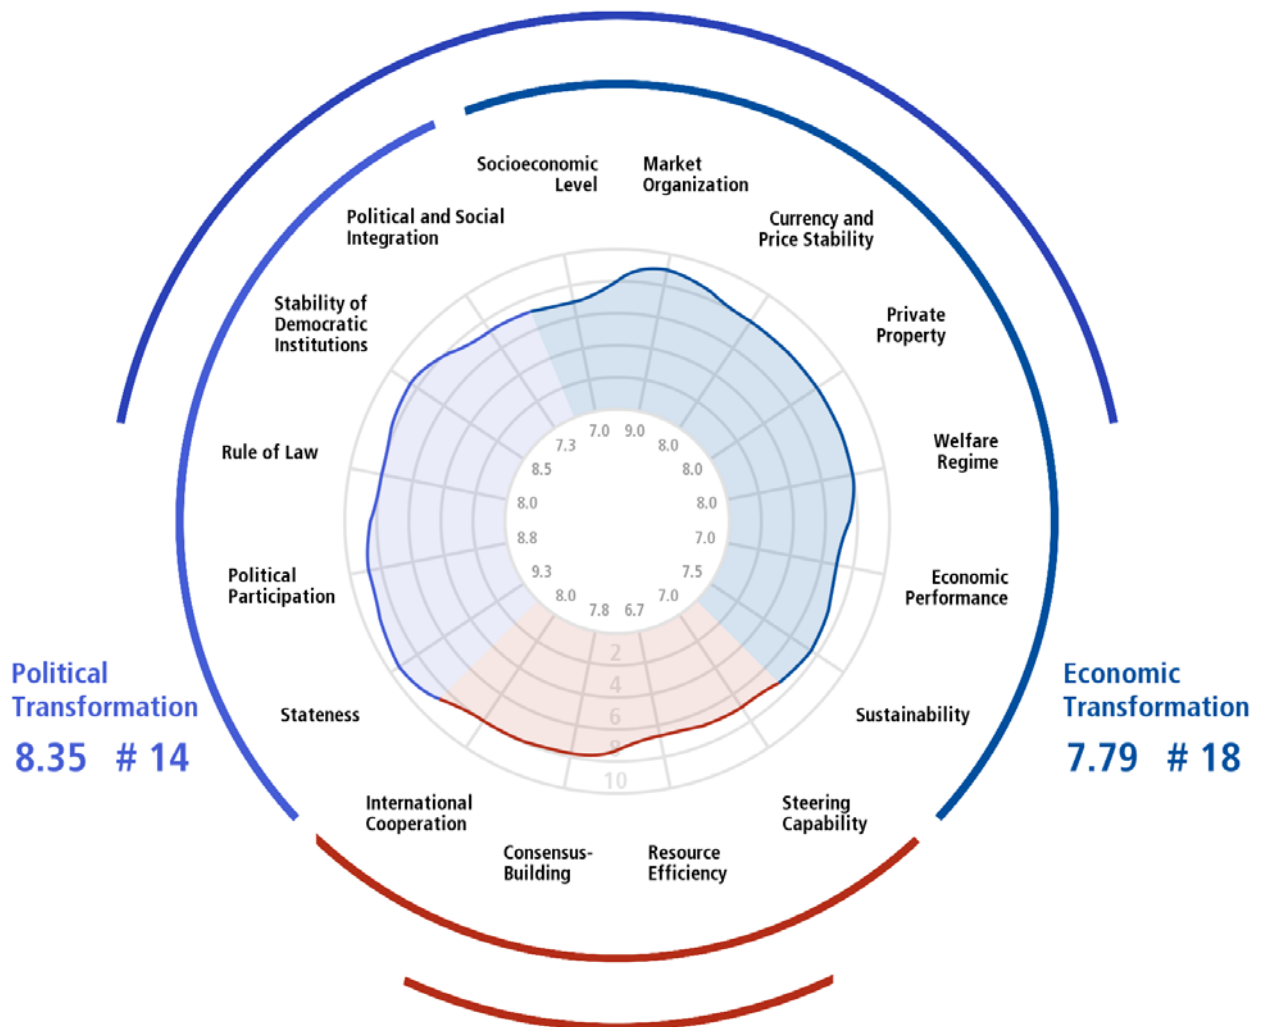 Socioeconomic
Level
Market
Organization
Political and Social
Integration
Currency and
Price Stability
Stability of
Democratic
Institutions
Private
Property
Rule of Law
Welfare
Regime
Political
Participation
Economic
Performance
Stateness
Sustainability
International
Cooperation
Steering
Capability
Consensus-
Building
Resource
Efficiency
7.0
9.0
7.3
8.0
8.5
8.0
8.0
8.0
8.8
7.0
9.3
7.5
8.0
7.0
7.8
6.7
2
4
6
8
10
Political
Transformation
8.35 # 14
Economic
Transformation
7.79 # 18